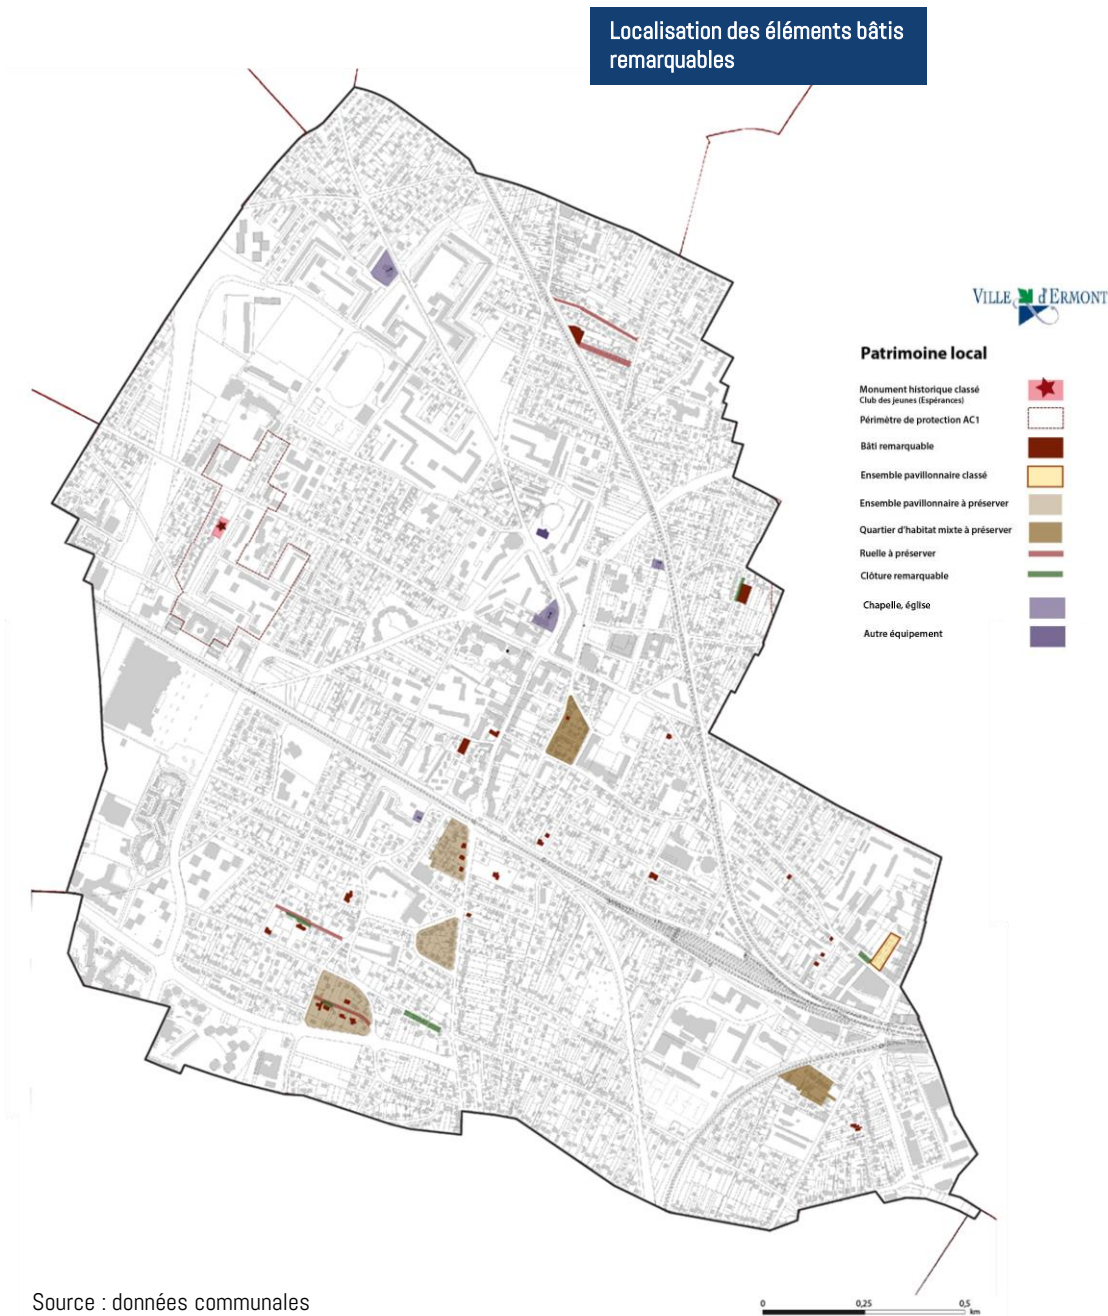 Localisation des éléments bâtis
remarquables
VILLE d'ERMONT
Patrimoine local
Monument historique classé
Club des jeunes (Espérances)
Périmètre de protection AC1
Bâti remarquable
Ensemble pavillonnaire classé
Ensemble pavillonnaire à préserver
Quartier d'habitat mixte à préserver
Ruelle à préserver
Clôture remarquable
Chapelle, église
Autre équipement
Source : données communales
0 0,25 0,5
km